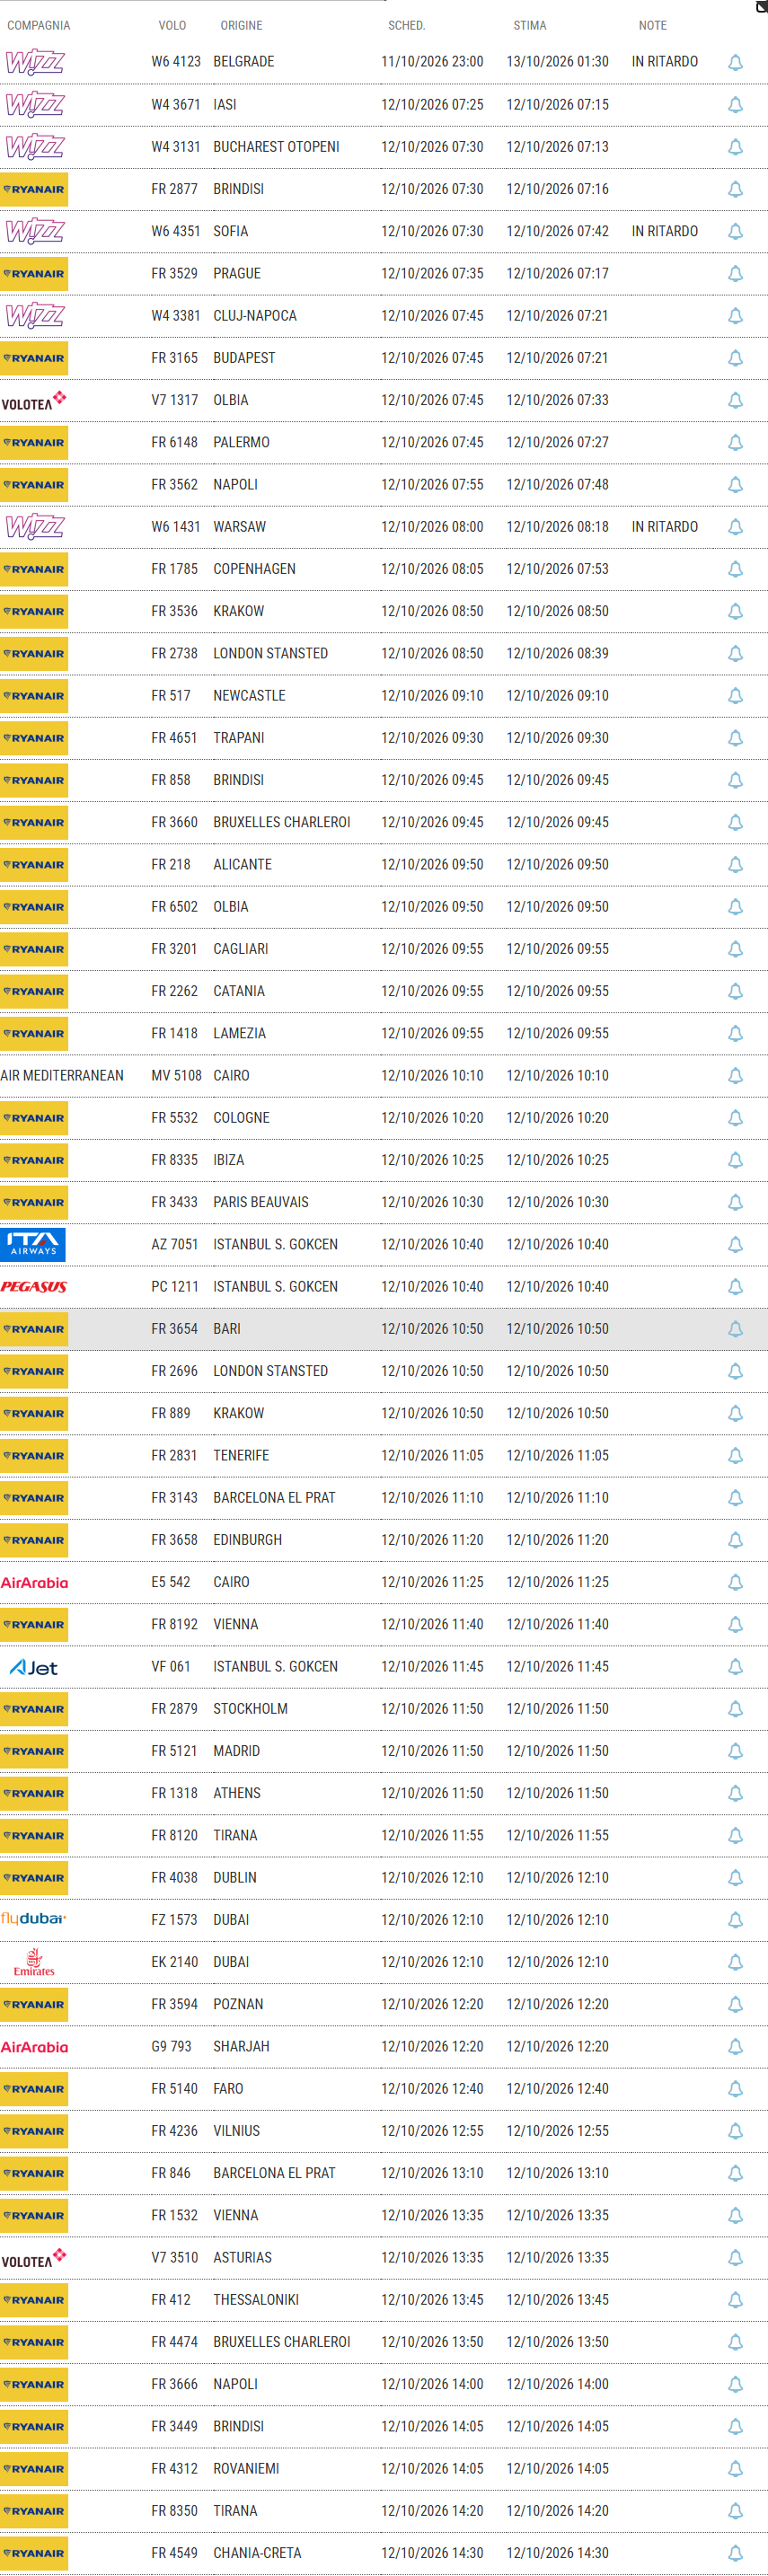 COMPAGNIA VOLO ORIGINE SCHED. STIMA NOTE
WIZZ W6 4123 BELGRADE 11/10/2026 23:00 13/10/2026 01:30 IN RITARDO
WIZZ W4 3671 IASI 12/10/2026 07:25 12/10/2026 07:15
WIZZ W4 3131 BUCHAREST OTOPENI 12/10/2026 07:30 12/10/2026 07:13
RYANAIR FR 2877 BRINDISI 12/10/2026 07:30 12/10/2026 07:16
WIZZ W6 4351 SOFIA 12/10/2026 07:30 12/10/2026 07:42 IN RITARDO
RYANAIR FR 3529 PRAGUE 12/10/2026 07:35 12/10/2026 07:17
WIZZ W4 3381 CLUJ-NAPOCA 12/10/2026 07:45 12/10/2026 07:21
RYANAIR FR 3165 BUDAPEST 12/10/2026 07:45 12/10/2026 07:21
VOLOTEA V7 1317 OLBIA 12/10/2026 07:45 12/10/2026 07:33
RYANAIR FR 6148 PALERMO 12/10/2026 07:45 12/10/2026 07:27
RYANAIR FR 3562 NAPOLI 12/10/2026 07:55 12/10/2026 07:48
WIZZ W6 1431 WARSAW 12/10/2026 08:00 12/10/2026 08:18 IN RITARDO
RYANAIR FR 1785 COPENHAGEN 12/10/2026 08:05 12/10/2026 07:53
RYANAIR FR 3536 KRAKOW 12/10/2026 08:50 12/10/2026 08:50
RYANAIR FR 2738 LONDON STANSTED 12/10/2026 08:50 12/10/2026 08:39
RYANAIR FR 517 NEWCASTLE 12/10/2026 09:10 12/10/2026 09:10
RYANAIR FR 4651 TRAPANI 12/10/2026 09:30 12/10/2026 09:30
RYANAIR FR 858 BRINDISI 12/10/2026 09:45 12/10/2026 09:45
RYANAIR FR 3660 BRUXELLES CHARLEROI 12/10/2026 09:45 12/10/2026 09:45
RYANAIR FR 218 ALICANTE 12/10/2026 09:50 12/10/2026 09:50
RYANAIR FR 6502 OLBIA 12/10/2026 09:50 12/10/2026 09:50
RYANAIR FR 3201 CAGLIARI 12/10/2026 09:55 12/10/2026 09:55
RYANAIR FR 2262 CATANIA 12/10/2026 09:55 12/10/2026 09:55
RYANAIR FR 1418 LAMEZIA 12/10/2026 09:55 12/10/2026 09:55
AIR MEDITERRANEAN MV 5108 CAIRO 12/10/2026 10:10 12/10/2026 10:10
RYANAIR FR 5532 COLOGNE 12/10/2026 10:20 12/10/2026 10:20
RYANAIR FR 8335 IBIZA 12/10/2026 10:25 12/10/2026 10:25
RYANAIR FR 3433 PARIS BEAUVAIS 12/10/2026 10:30 12/10/2026 10:30
ITA AIRWAYS AZ 7051 ISTANBUL S. GOKCEN 12/10/2026 10:40 12/10/2026 10:40
PEGASUS PC 1211 ISTANBUL S. GOKCEN 12/10/2026 10:40 12/10/2026 10:40
RYANAIR FR 3654 BARI 12/10/2026 10:50 12/10/2026 10:50
RYANAIR FR 2696 LONDON STANSTED 12/10/2026 10:50 12/10/2026 10:50
RYANAIR FR 889 KRAKOW 12/10/2026 10:50 12/10/2026 10:50
RYANAIR FR 2831 TENERIFE 12/10/2026 11:05 12/10/2026 11:05
RYANAIR FR 3143 BARCELONA EL PRAT 12/10/2026 11:10 12/10/2026 11:10
RYANAIR FR 3658 EDINBURGH 12/10/2026 11:20 12/10/2026 11:20
AirArabia E5 542 CAIRO 12/10/2026 11:25 12/10/2026 11:25
RYANAIR FR 8192 VIENNA 12/10/2026 11:40 12/10/2026 11:40
AJet VF 061 ISTANBUL S. GOKCEN 12/10/2026 11:45 12/10/2026 11:45
RYANAIR FR 2879 STOCKHOLM 12/10/2026 11:50 12/10/2026 11:50
RYANAIR FR 5121 MADRID 12/10/2026 11:50 12/10/2026 11:50
RYANAIR FR 1318 ATHENS 12/10/2026 11:50 12/10/2026 11:50
RYANAIR FR 8120 TIRANA 12/10/2026 11:55 12/10/2026 11:55
RYANAIR FR 4038 DUBLIN 12/10/2026 12:10 12/10/2026 12:10
flydubai FZ 1573 DUBAI 12/10/2026 12:10 12/10/2026 12:10
Emirates EK 2140 DUBAI 12/10/2026 12:10 12/10/2026 12:10
RYANAIR FR 3594 POZNAN 12/10/2026 12:20 12/10/2026 12:20
AirArabia G9 793 SHARJAH 12/10/2026 12:20 12/10/2026 12:20
RYANAIR FR 5140 FARO 12/10/2026 12:40 12/10/2026 12:40
RYANAIR FR 4236 VILNIUS 12/10/2026 12:55 12/10/2026 12:55
RYANAIR FR 846 BARCELONA EL PRAT 12/10/2026 13:10 12/10/2026 13:10
RYANAIR FR 1532 VIENNA 12/10/2026 13:35 12/10/2026 13:35
VOLOTEA V7 3510 ASTURIAS 12/10/2026 13:35 12/10/2026 13:35
RYANAIR FR 412 THESSALONIKI 12/10/2026 13:45 12/10/2026 13:45
RYANAIR FR 4474 BRUXELLES CHARLEROI 12/10/2026 13:50 12/10/2026 13:50
RYANAIR FR 3666 NAPOLI 12/10/2026 14:00 12/10/2026 14:00
RYANAIR FR 3449 BRINDISI 12/10/2026 14:05 12/10/2026 14:05
RYANAIR FR 4312 ROVANIEMI 12/10/2026 14:05 12/10/2026 14:05
RYANAIR FR 8350 TIRANA 12/10/2026 14:20 12/10/2026 14:20
RYANAIR FR 4549 CHANIA-CRETA 12/10/2026 14:30 12/10/2026 14:30